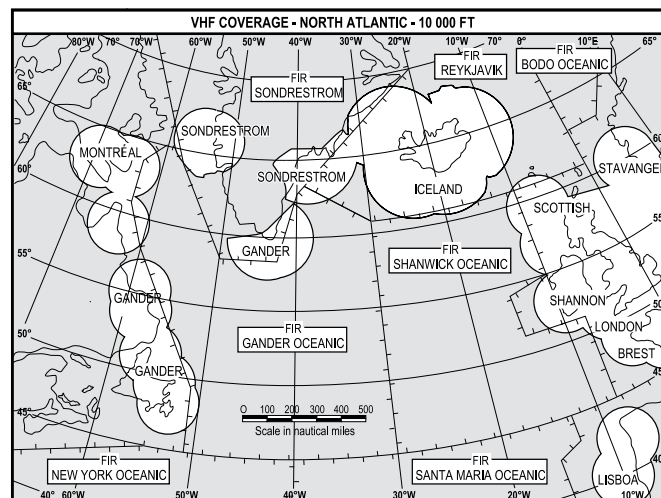 VHF COVERAGE - NORTH ATLANTIC - 10 000 FT
80°W 70°W 60°W 50°W 40°W 30°W 20°W 10°W 0° 10°E 65°
FIR
SONDRESTROM
FIR
REYKJAVIK
FIR
BODO OCEANIC
65°
60°
SONDRESTROM
MONTRÉAL
SONDRESTROM
ICELAND
STAVANGER
60°
SCOTTISH
55°
GANDER
FIR
SHANWICK OCEANIC
55°
GANDER
SHANNON
50°
LONDON
FIR
GANDER OCEANIC
50°
BREST
GANDER
45°
45°
0 100 200 300 400 500
Scale in nautical miles
FIR
NEW YORK OCEANIC
FIR
SANTA MARIA OCEANIC
40°
LISBOA
40° 60°W 50°W 40°W 30°W 20°W 10°W